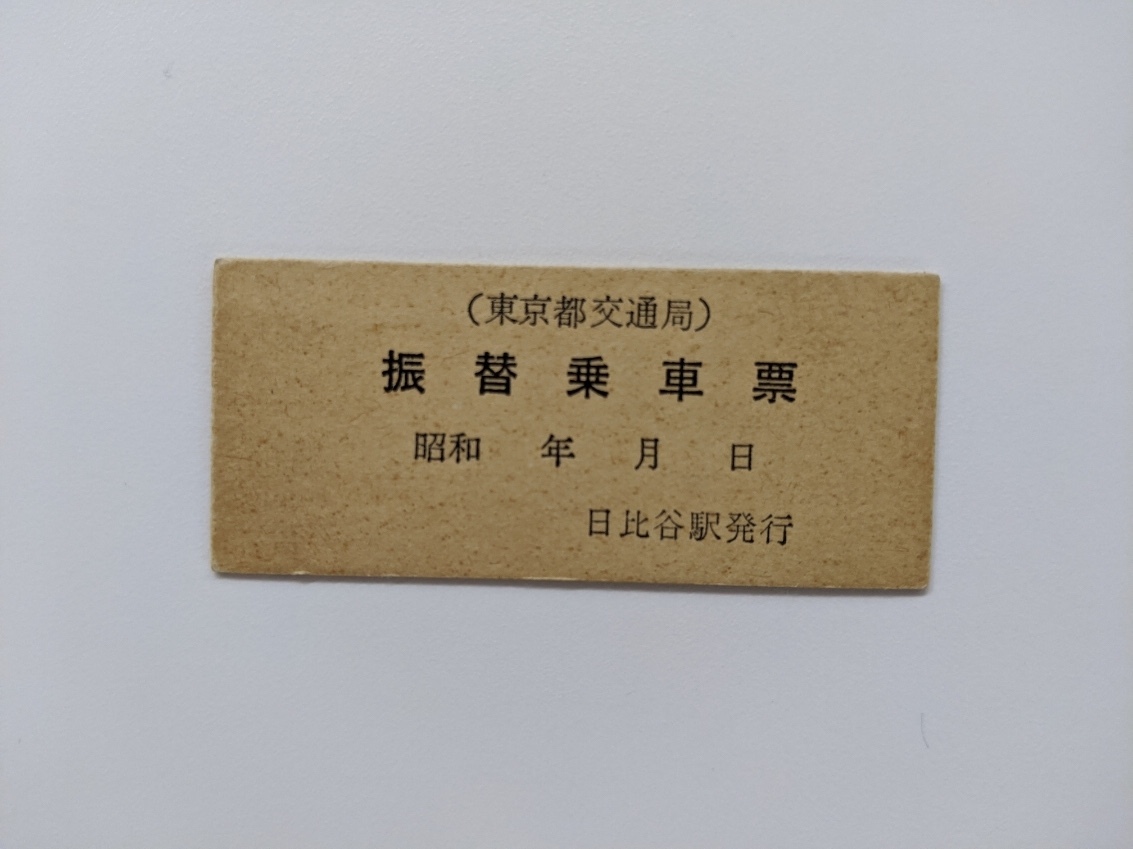 （東京都交通局）
振替乗車票
昭和　年　月　日
日比谷駅発行